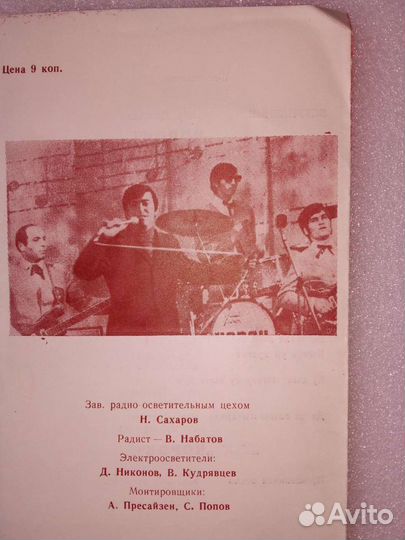 Цена 9 коп.
Зав. радио осветительным цехом
Н. Сахаров
Радист — В. Набатов
Электроосветители:
Д. Никонов, В. Кудрявцев
Монтировщики:
А. Пресайзен, С. Попов
Avito